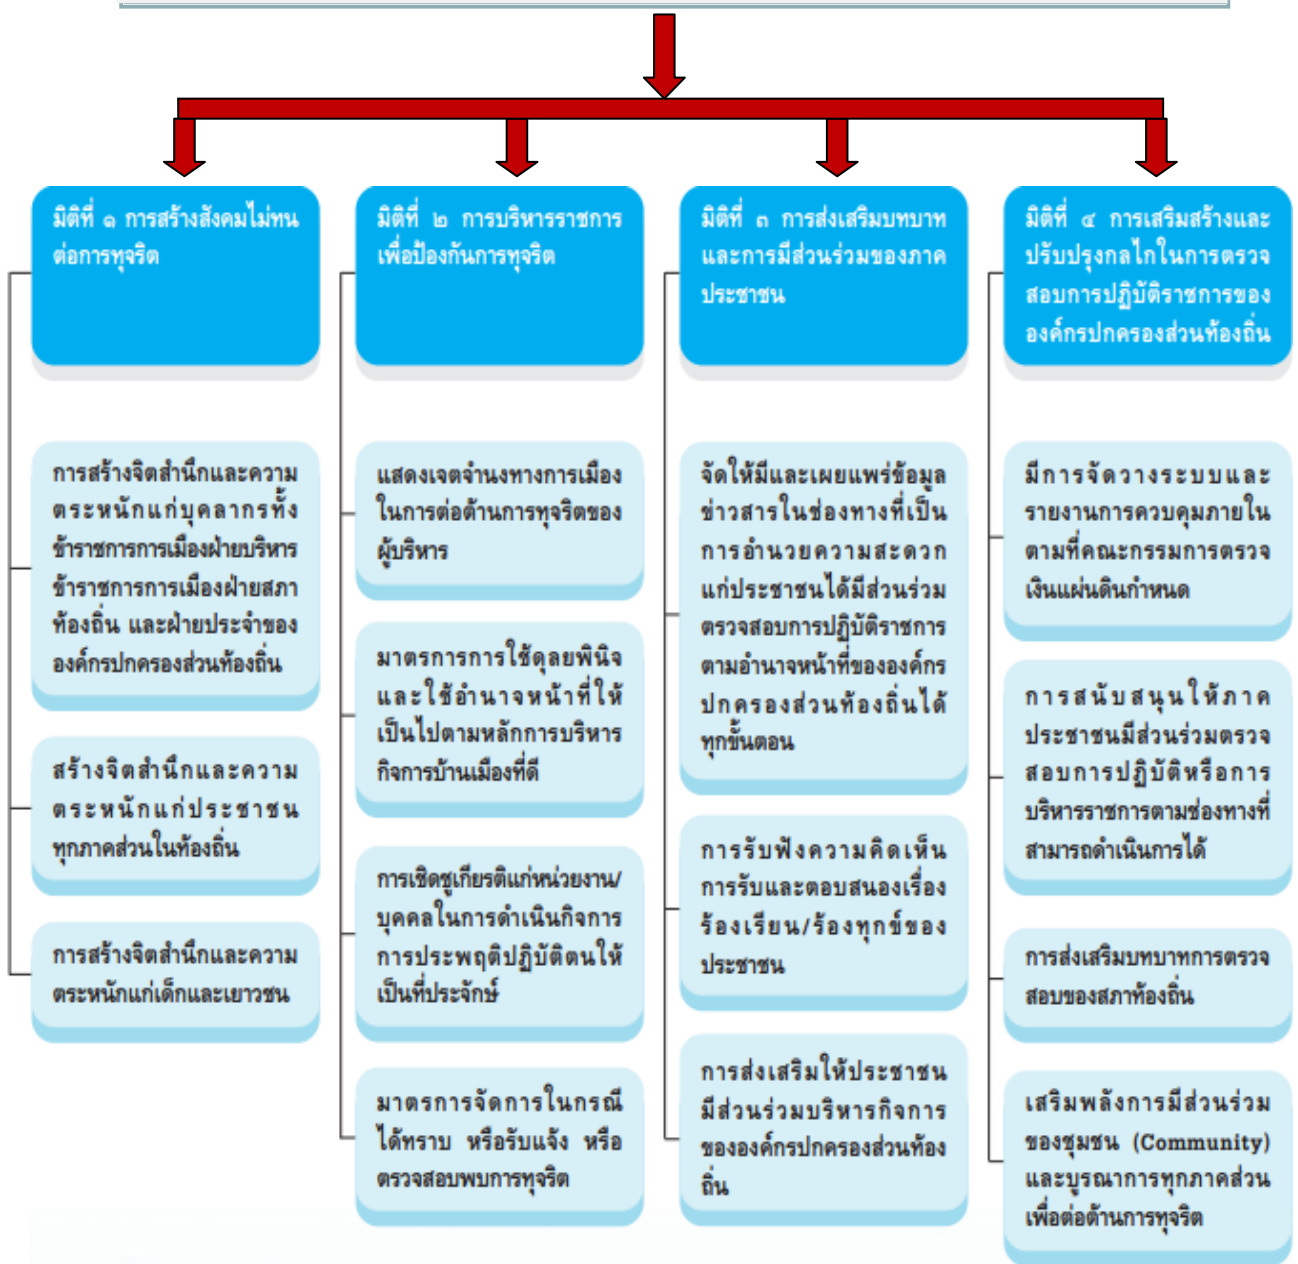 มิติที่ ๑ การสร้างสังคมไม่ทน
ต่อการทุจริต
การสร้างจิตสำนึกและความ
ตระหนักแก่บุคลากรทั้ง
ข้าราชการการเมืองฝ่ายบริหาร
ข้าราชการการเมืองฝ่ายสภา
ท้องถิ่น และฝ่ายประจำของ
องค์กรปกครองส่วนท้องถิ่น
สร้างจิตสำนึกและความ
ตระหนักแก่ประชาชน
ทุกภาคส่วนในท้องถิ่น
การสร้างจิตสำนึกและความ
ตระหนักแก่เด็กและเยาวชน
มิติที่ ๒ การบริหารราชการ
เพื่อป้องกันการทุจริต
แสดงเจตจำนงทางการเมือง
ในการต่อต้านการทุจริตของ
ผู้บริหาร
มาตรการการใช้ดุลยพินิจ
และใช้อำนาจหน้าที่ให้
เป็นไปตามหลักการบริหาร
กิจการบ้านเมืองที่ดี
การเชิดชูเกียรติแก่หน่วยงาน/
บุคคลในการดำเนินกิจการ
การประพฤติปฏิบัติตนให้
เป็นที่ประจักษ์
มาตรการจัดการในกรณี
ได้ทราบ หรือรับแจ้ง หรือ
ตรวจสอบพบการทุจริต
มิติที่ ๓ การส่งเสริมบทบาท
และการมีส่วนร่วมของภาค
ประชาชน
จัดให้มีและเผยแพร่ข้อมูล
ข่าวสารในช่องทางที่เป็น
การอำนวยความสะดวก
แก่ประชาชนได้มีส่วนร่วม
ตรวจสอบการปฏิบัติราชการ
ตามอำนาจหน้าที่ขององค์กร
ปกครองส่วนท้องถิ่นได้
ทุกขั้นตอน
การรับฟังความคิดเห็น
การรับและตอบสนองเรื่อง
ร้องเรียน/ร้องทุกข์ของ
ประชาชน
การส่งเสริมให้ประชาชน
มีส่วนร่วมบริหารกิจการ
ขององค์กรปกครองส่วนท้อง
ถิ่น
มิติที่ ๔ การเสริมสร้างและ
ปรับปรุงกลไกในการตรวจ
สอบการปฏิบัติราชการของ
องค์กรปกครองส่วนท้องถิ่น
มีการจัดวางระบบและ
รายงานการควบคุมภายใน
ตามที่คณะกรรมการตรวจ
เงินแผ่นดินกำหนด
การสนับสนุนให้ภาค
ประชาชนมีส่วนร่วมตรวจ
สอบการปฏิบัติหรือการ
บริหารราชการตามช่องทางที่
สามารถดำเนินการได้
การส่งเสริมบทบาทการตรวจ
สอบของสภาท้องถิ่น
เสริมพลังการมีส่วนร่วม
ของชุมชน (Community)
และบูรณาการทุกภาคส่วน
เพื่อต่อต้านการทุจริต